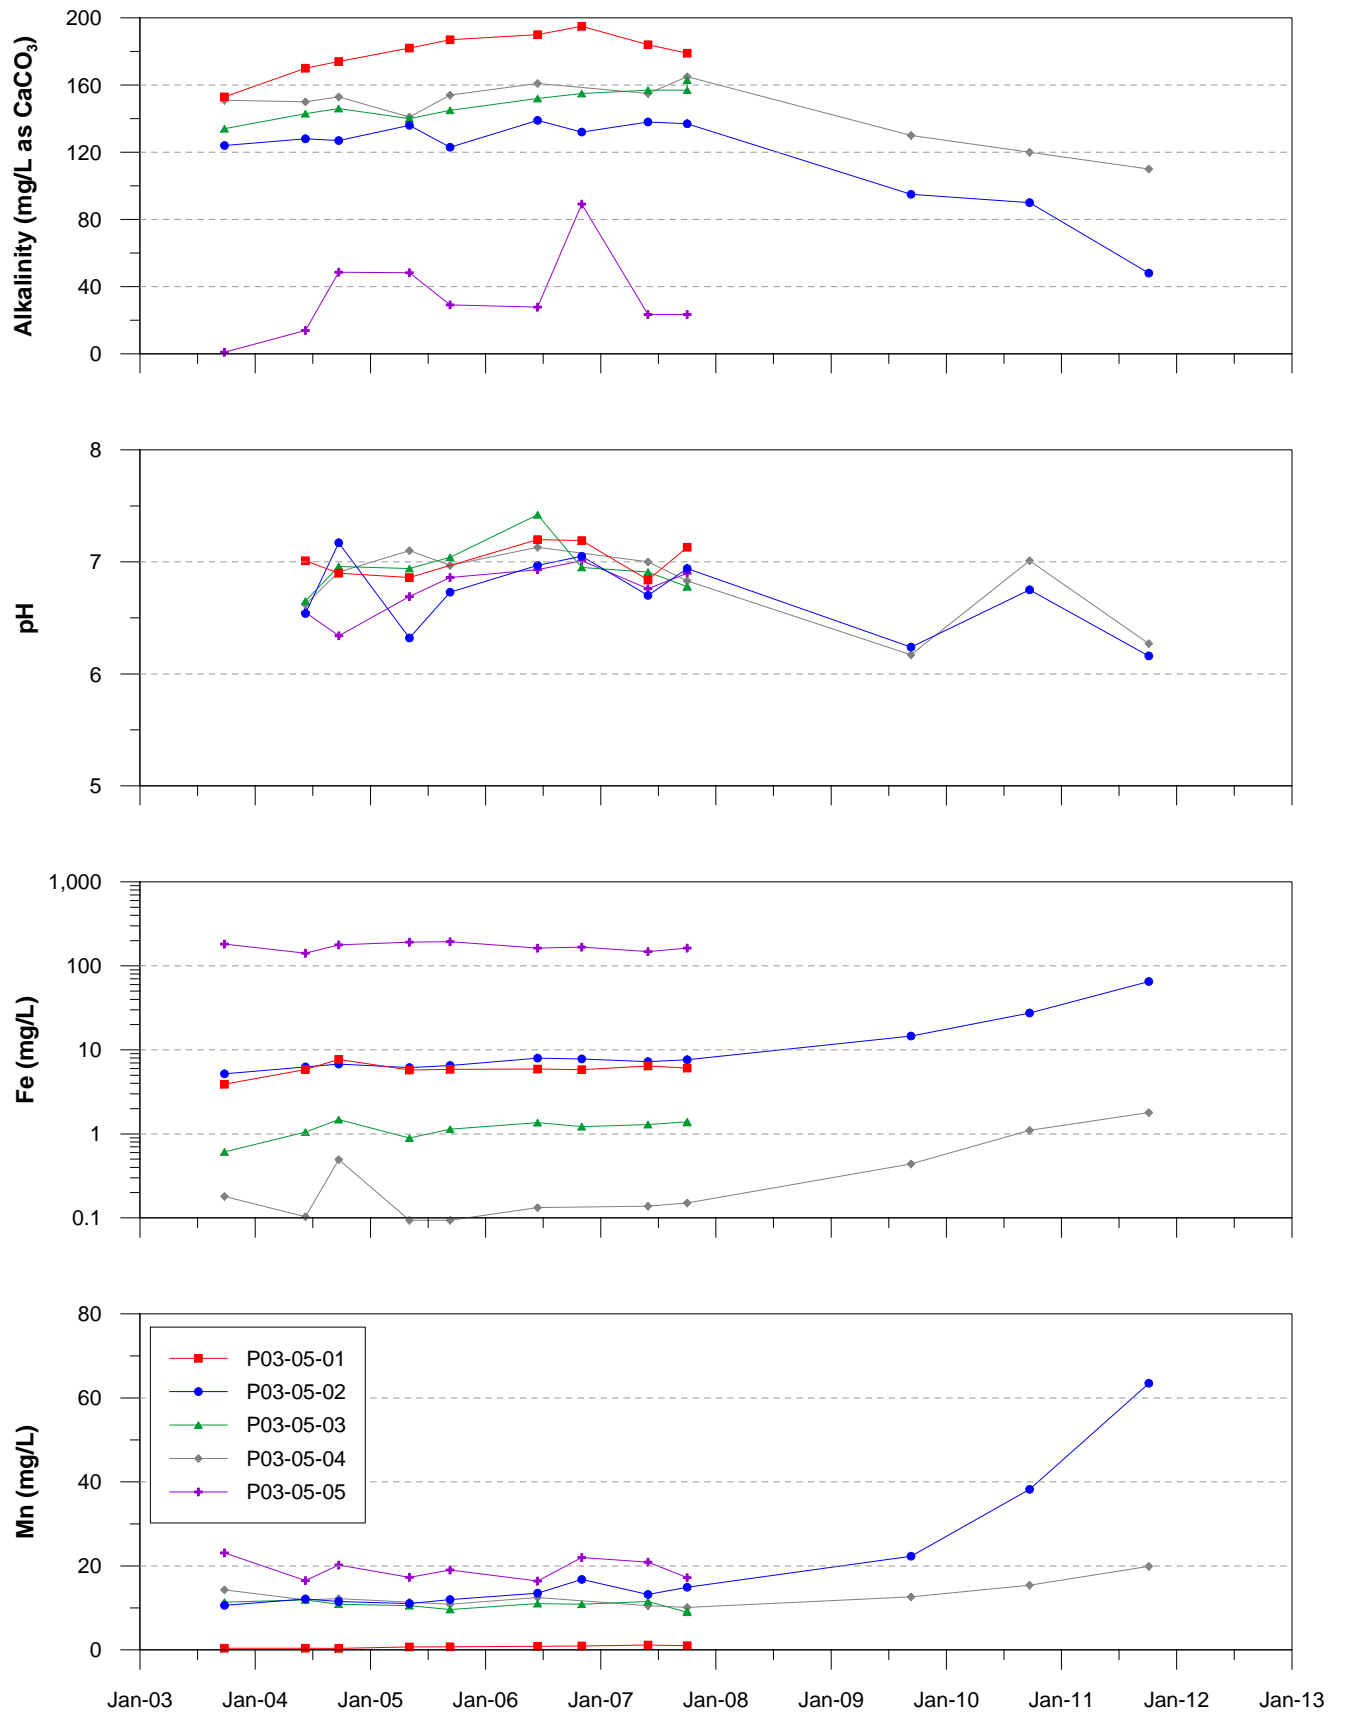 200
160
120
80
40
0
Alkalinity (mg/L as CaCO₃)
8
7
6
5
pH
1,000
100
10
1
0.1
Fe (mg/L)
80
60
40
20
0
Mn (mg/L)
P03-05-01
P03-05-02
P03-05-03
P03-05-04
P03-05-05
Jan-03 Jan-04 Jan-05 Jan-06 Jan-07 Jan-08 Jan-09 Jan-10 Jan-11 Jan-12 Jan-13